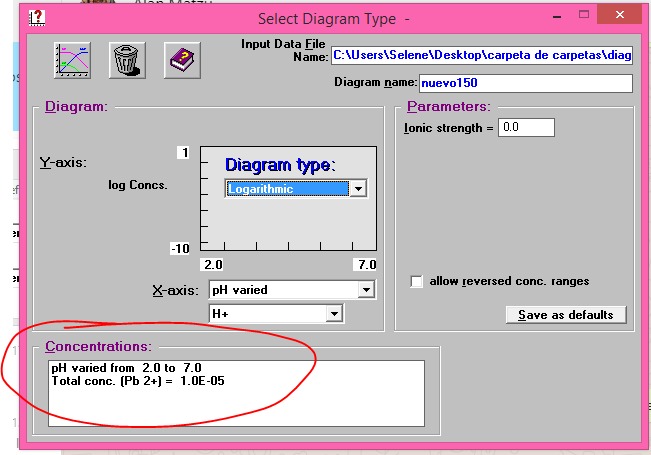 Alan Matzu
Select Diagram Type -
Input Data File
Name: C:\Users\Selene\Desktop\carpeta de carpetas\diag
Diagram name: nuevo150
Diagram:
Parameters:
Ionic strength = 0.0
Y-axis:
1
Diagram type:
log Concs.
Logarithmic
-10
2.0
7.0
X-axis:
pH varied
allow reversed conc. ranges
H+
Save as defaults
Concentrations:
pH varied from 2.0 to 7.0
Total conc. (Pb 2+) = 1.0E-05